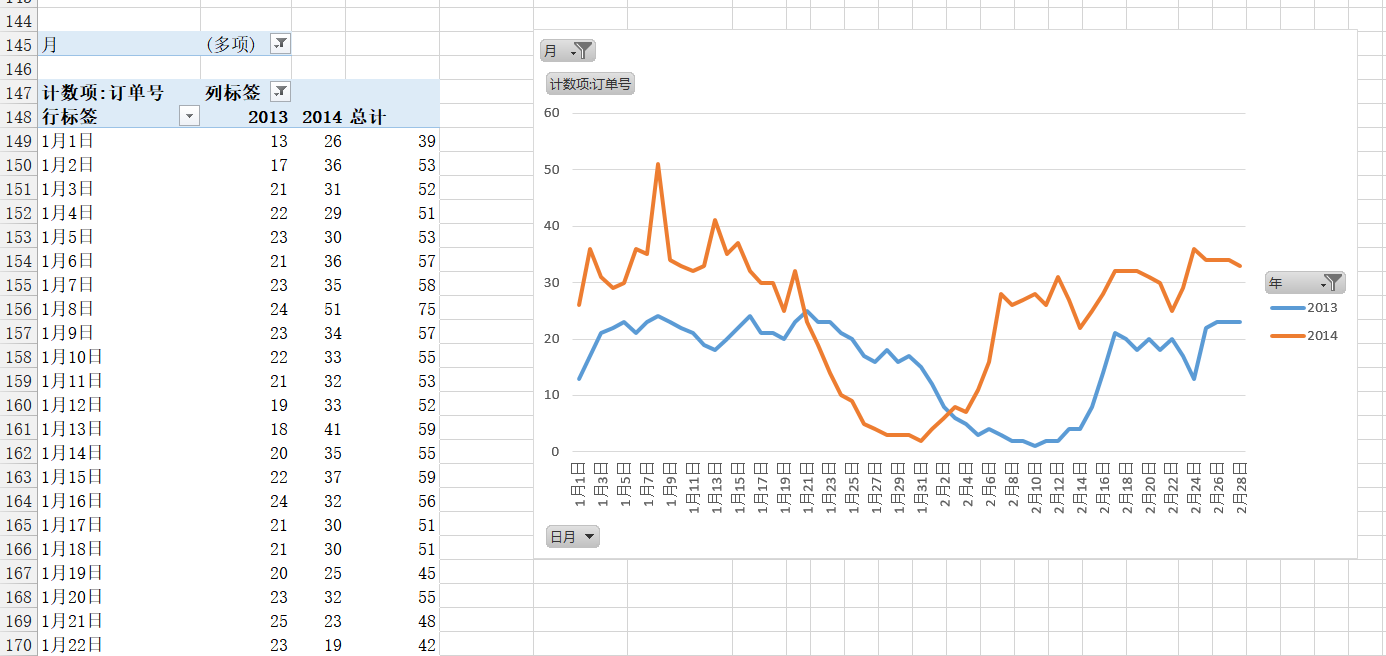 144
145 月 (多项)
146
147 计数项:订单号 列标签
148 行标签 2013 2014 总计
149 1月1日 13 26 39
150 1月2日 17 36 53
151 1月3日 21 31 52
152 1月4日 22 29 51
153 1月5日 23 30 53
154 1月6日 21 36 57
155 1月7日 23 35 58
156 1月8日 24 51 75
157 1月9日 23 34 57
158 1月10日 22 33 55
159 1月11日 21 32 53
160 1月12日 19 33 52
161 1月13日 18 41 59
162 1月14日 20 35 55
163 1月15日 22 37 59
164 1月16日 24 32 56
165 1月17日 21 30 51
166 1月18日 21 30 51
167 1月19日 20 25 45
168 1月20日 23 32 55
169 1月21日 25 23 48
170 1月22日 23 19 42
月
计数项:订单号
60
50
40
30
20
10
0
1月1日
1月3日
1月5日
1月7日
1月9日
1月11日
1月13日
1月15日
1月17日
1月19日
1月21日
1月23日
1月25日
1月27日
1月29日
1月31日
2月2日
2月4日
2月6日
2月8日
2月10日
2月12日
2月14日
2月16日
2月18日
2月20日
2月22日
2月24日
2月26日
2月28日
日月
年
2013
2014